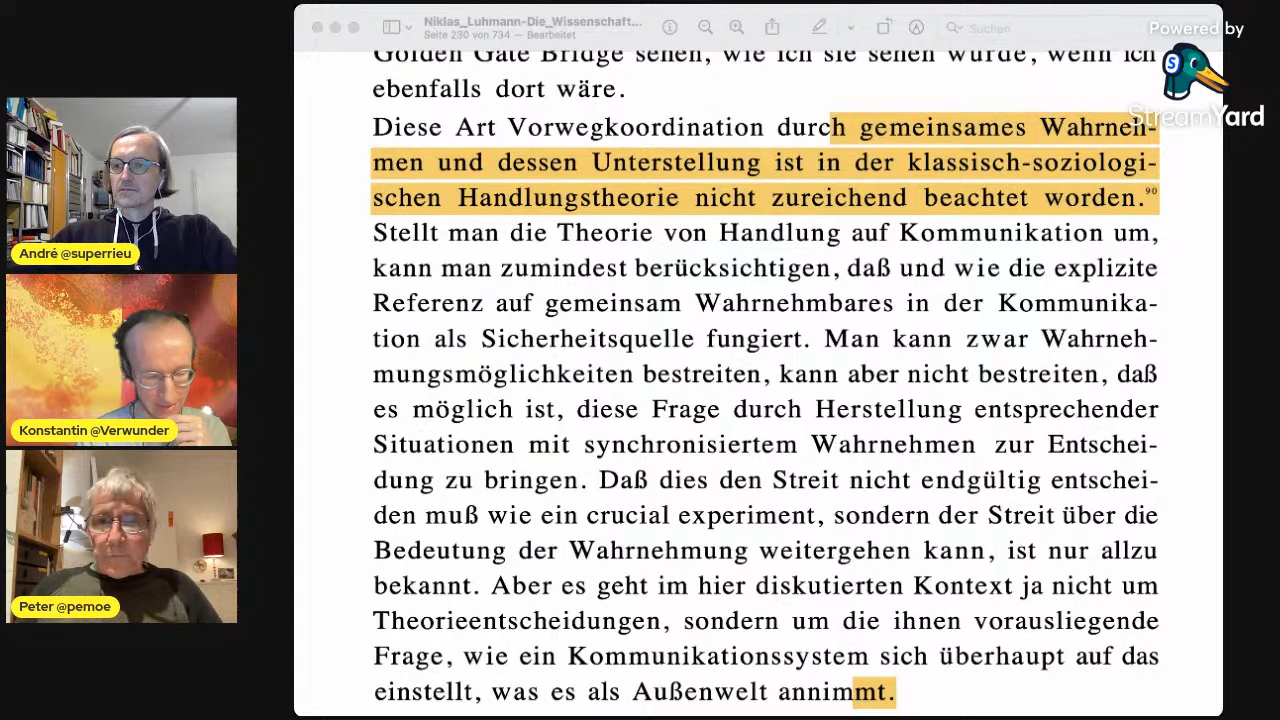 Niklas_Luhmann-Die_Wissenschaft...
Seite 230 von 734 – Bearbeitet
Suchen
Powered by
S
StreamYard
Golden Gate Bridge sehen, wie ich sie sehen würde, wenn ich
ebenfalls dort wäre.
Diese Art Vorwegkoordination durch gemeinsames Wahrneh-
men und dessen Unterstellung ist in der klassisch-soziologi-
schen Handlungstheorie nicht zureichend beachtet worden.90
Stellt man die Theorie von Handlung auf Kommunikation um,
kann man zumindest berücksichtigen, daß und wie die explizite
Referenz auf gemeinsam Wahrnehmbares in der Kommunika-
tion als Sicherheitsquelle fungiert. Man kann zwar Wahrneh-
mungsmöglichkeiten bestreiten, kann aber nicht bestreiten, daß
es möglich ist, diese Frage durch Herstellung entsprechender
Situationen mit synchronisiertem Wahrnehmen zur Entschei-
dung zu bringen. Daß dies den Streit nicht endgültig entschei-
den muß wie ein crucial experiment, sondern der Streit über die
Bedeutung der Wahrnehmung weitergehen kann, ist nur allzu
bekannt. Aber es geht im hier diskutierten Kontext ja nicht um
Theorieentscheidungen, sondern um die ihnen vorausliegende
Frage, wie ein Kommunikationssystem sich überhaupt auf das
einstellt, was es als Außenwelt annimmt.
André @superrieu
Konstantin @Verwunder
Peter @pemoe